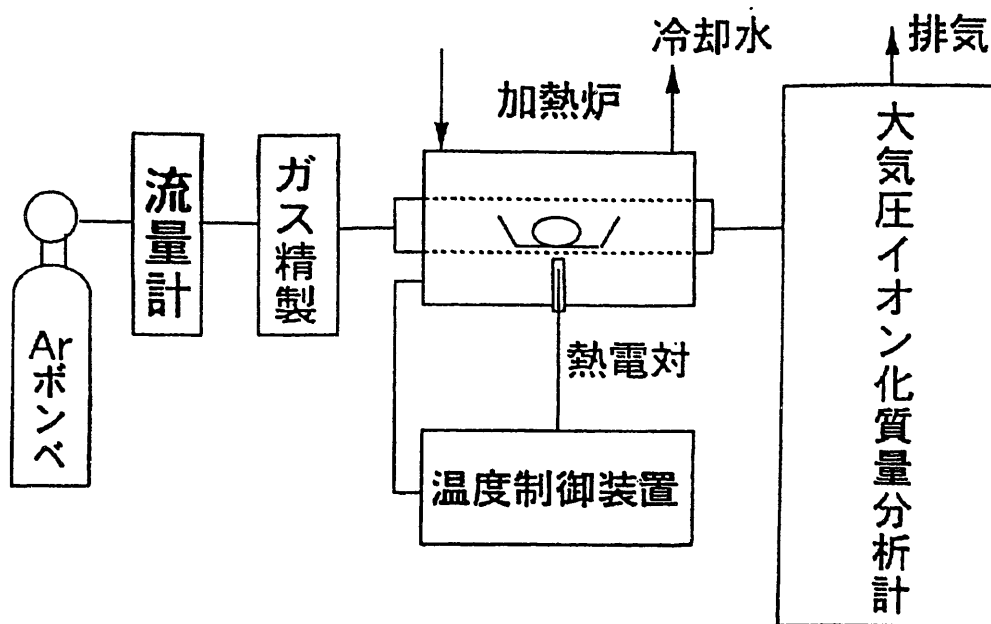 冷却水
排気
加熱炉
大気圧イオン化質量分析計
流量計
ガス精製
Arボンベ
熱電対
温度制御装置